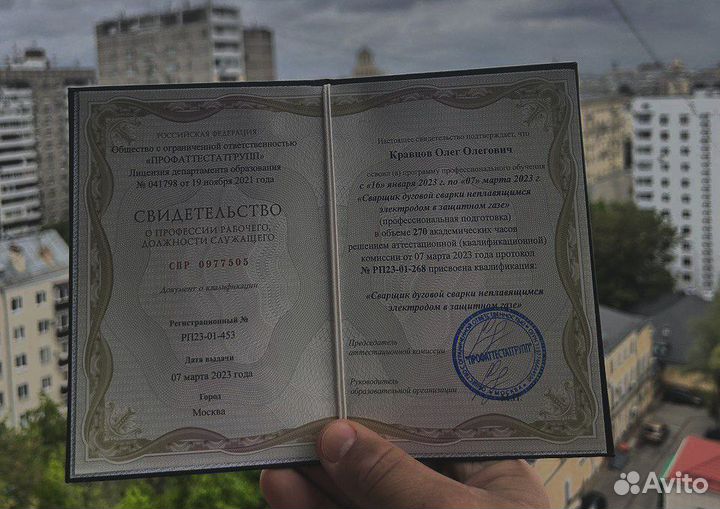 РОССИЙСКАЯ ФЕДЕРАЦИЯ
Общество с ограниченной ответственностью
«ПРОФАТТЕСТАТГРУПП»
Лицензия департамента образования
№ 041798 от 19 ноября 2021 года
СВИДЕТЕЛЬСТВО
О ПРОФЕССИИ РАБОЧЕГО,
ДОЛЖНОСТИ СЛУЖАЩЕГО
СПР 0977505
Документ о квалификации
Регистрационный №
РП23-01-453
Дата выдачи
07 марта 2023 года
Город
Москва
Настоящее свидетельство подтверждает, что
Кравцов Олег Олегович
освоил (а) программу профессионального обучения
с «16» января 2023 г. по «07» марта 2023 г.
«Сварщик дуговой сварки неплавящимся
электродом в защитном газе»
(профессиональная подготовка)
в объеме 270 академических часов
решением аттестационной (квалификационной)
комиссии от 07 марта 2023 года протокол
№ РП23-01-268 присвоена квалификация:
«Сварщик дуговой сварки неплавящимся
электродом в защитном газе»
Председатель
аттестационной комиссии
Руководитель
образовательной организации
"ПРОФАТТЕСТАТГРУПП"
Avito